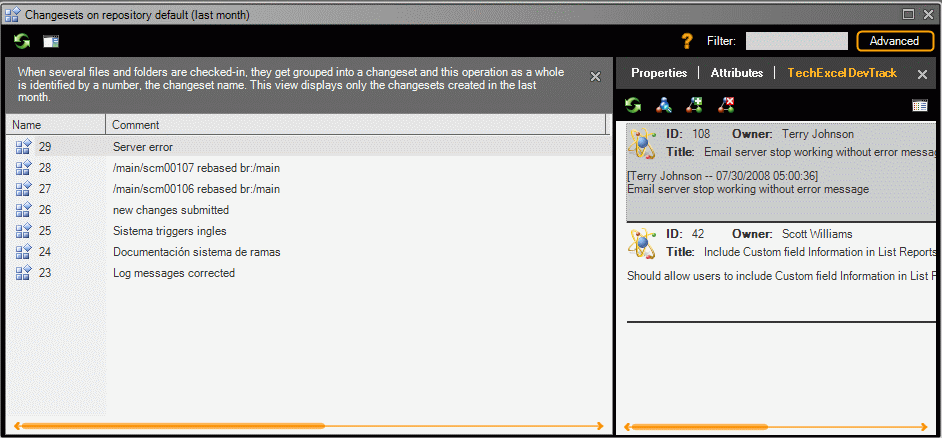 Changesets on repository default (last month)
? Filter: Advanced
When several files and folders are checked-in, they get grouped into a changeset and this operation as a whole
is identified by a number, the changeset name. This view displays only the changesets created in the last
month.
Name Comment
29 Server error
28 /main/scm00107 rebased br:/main
27 /main/scm00106 rebased br:/main
26 new changes submitted
25 Sistema triggers ingles
24 Documentación sistema de ramas
23 Log messages corrected
Properties | Attributes | TechExcel DevTrack
ID: 108 Owner: Terry Johnson
Title: Email server stop working without error messag
[Terry Johnson -- 07/30/2008 05:00:36]
Email server stop working without error message
ID: 42 Owner: Scott Williams
Title: Include Custom field Information in List Reports
Should allow users to include Custom field Information in List R